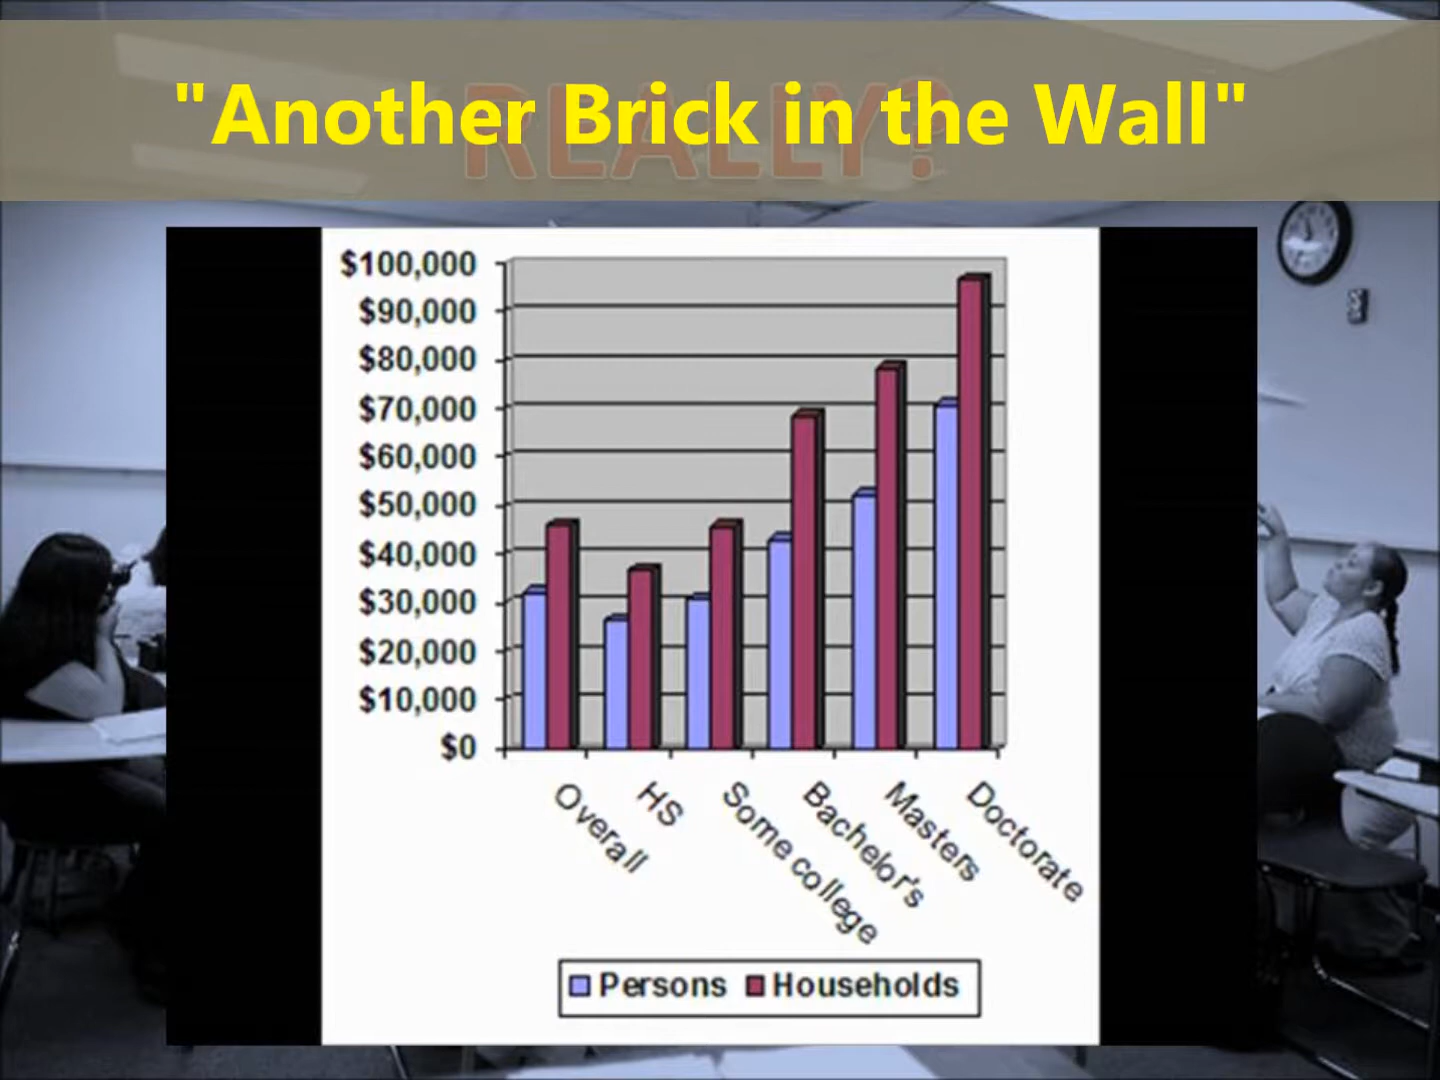 "Another Brick in the Wall"
REALLY?
$100,000
$90,000
$80,000
$70,000
$60,000
$50,000
$40,000
$30,000
$20,000
$10,000
$0
Overall
HS
Some college
Bachelor's
Masters
Doctorate
Persons Households